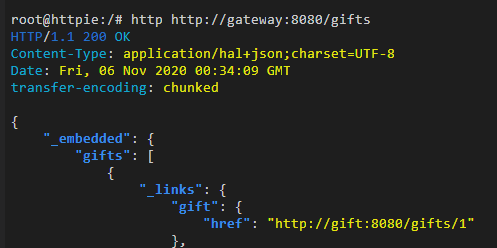 root@httpie:/# http http://gateway:8080/gifts
HTTP/1.1 200 OK
Content-Type: application/hal+json;charset=UTF-8
Date: Fri, 06 Nov 2020 00:34:09 GMT
transfer-encoding: chunked
{
"_embedded": {
"gifts": [
{
"_links": {
"gift": {
"href": "http://gift:8080/gifts/1"
},